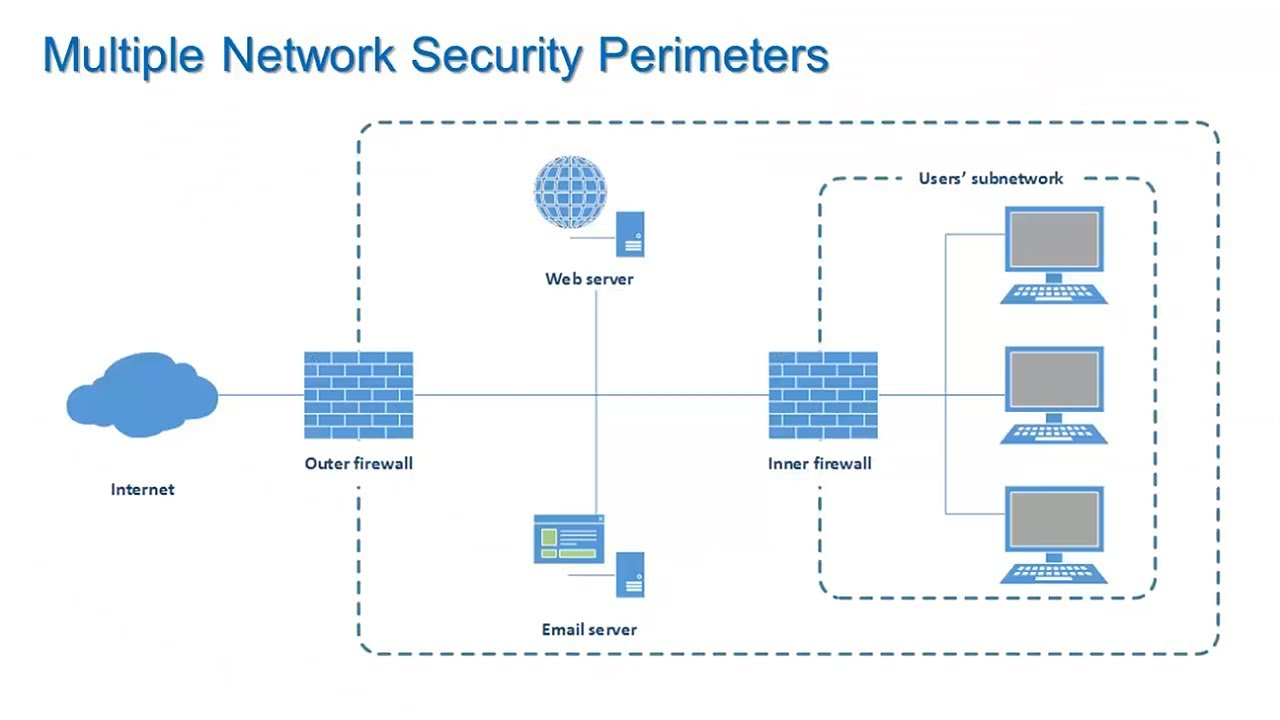 Multiple Network Security Perimeters
Users’ subnetwork
Web server
Outer firewall
Inner firewall
Internet
Email server